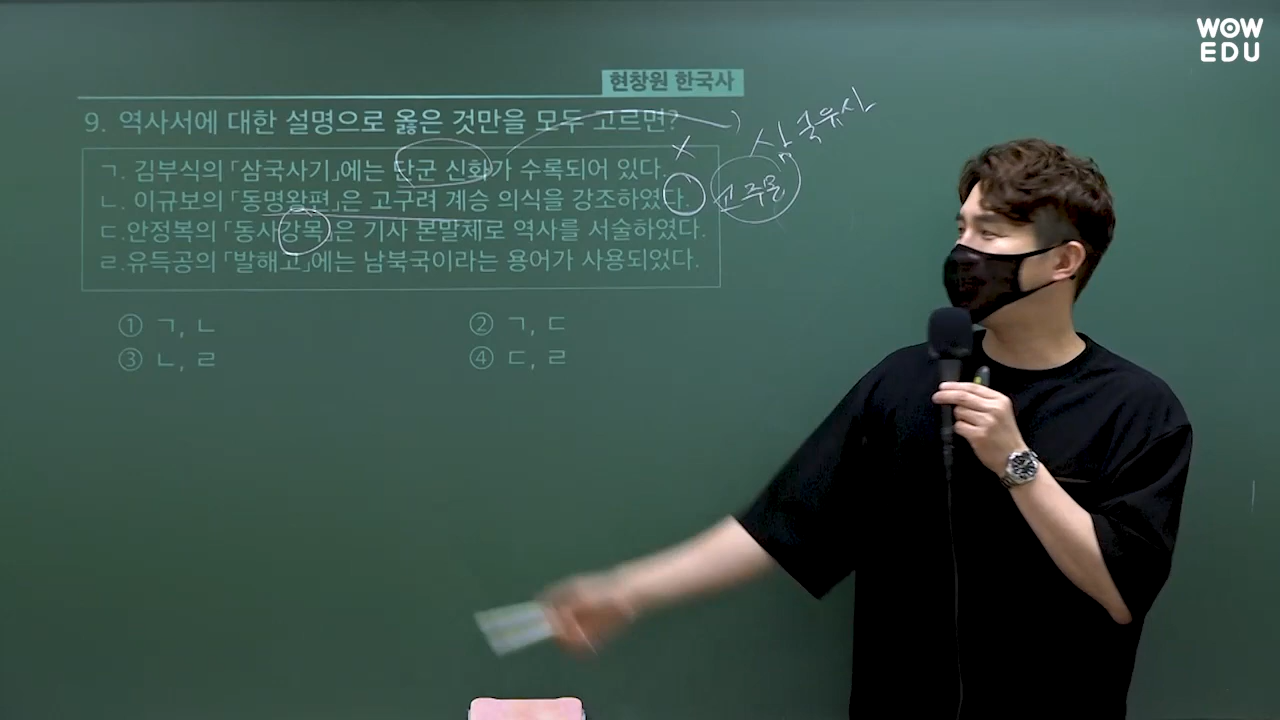 WOW
EDU
현창원 한국사
9. 역사서에 대한 설명으로 옳은 것만을 모두 고르면?
ㄱ. 김부식의 「삼국사기」에는 단군 신화가 수록되어 있다.
ㄴ. 이규보의 「동명왕편」은 고구려 계승 의식을 강조하였다.
ㄷ.안정복의 「동사강목」은 기사 본말체로 역사를 서술하였다.
ㄹ.유득공의 「발해고」에는 남북국이라는 용어가 사용되었다.
① ㄱ, ㄴ
② ㄱ, ㄷ
③ ㄴ, ㄹ
④ ㄷ, ㄹ
X
삼국유사
고주몽